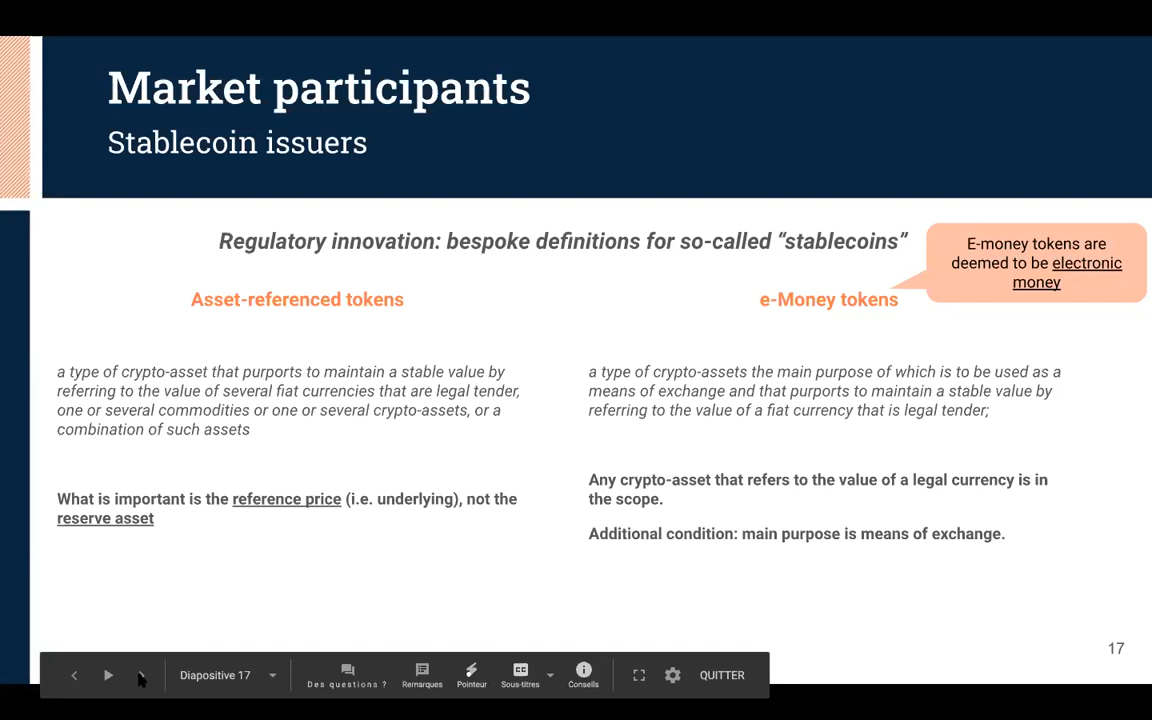 Market participants
Stablecoin issuers
Regulatory innovation: bespoke definitions for so-called “stablecoins”
E-money tokens are
deemed to be electronic
money
Asset-referenced tokens
e-Money tokens
a type of crypto-asset that purports to maintain a stable value by
referring to the value of several fiat currencies that are legal tender,
one or several commodities or one or several crypto-assets, or a
combination of such assets
What is important is the reference price (i.e. underlying), not the
reserve asset
a type of crypto-assets the main purpose of which is to be used as a
means of exchange and that purports to maintain a stable value by
referring to the value of a fiat currency that is legal tender;
Any crypto-asset that refers to the value of a legal currency is in
the scope.
Additional condition: main purpose is means of exchange.
17
Diapositive 17
Des questions ?
Remarques
Pointeur
CC
Sous-titres
Conseils
QUITTER